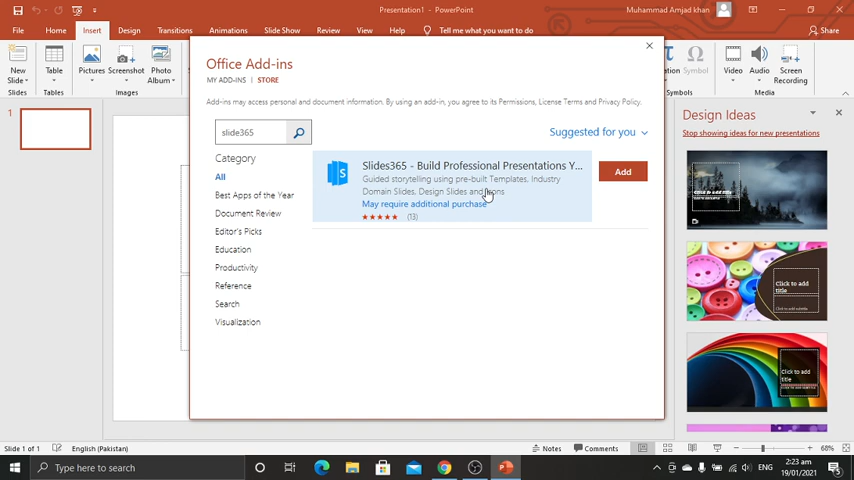 Presentation1 - PowerPoint
Muhammad Amjad khan
File Home Insert Design Transitions Animations Slide Show Review View Help Tell me what you want to do
Share
New Slide
Table
Pictures
Screenshot
Photo Album
Symbol
Video
Audio
Screen Recording
Slides
Tables
Images
Symbols
Media
1
Office Add-ins
MY ADD-INS | STORE
Add-ins may access personal and document information. By using an add-in, you agree to its Permissions, License Terms and Privacy Policy.
slide365
Suggested for you
Category
All
Best Apps of the Year
Document Review
Editor's Picks
Education
Productivity
Reference
Search
Visualization
Slides365 - Build Professional Presentations Y...
Guided storytelling using pre-built Templates, Industry
Domain Slides, Design Slides and
May require additional purchase
(13)
Add
Design Ideas
Stop showing ideas for new presentations
Click to add
title
Click to add subtitle
Click to add
title
Slide 1 of 1
English (Pakistan)
Notes
Comments
68%
Type here to search
ENG
2:23 am
19/01/2021